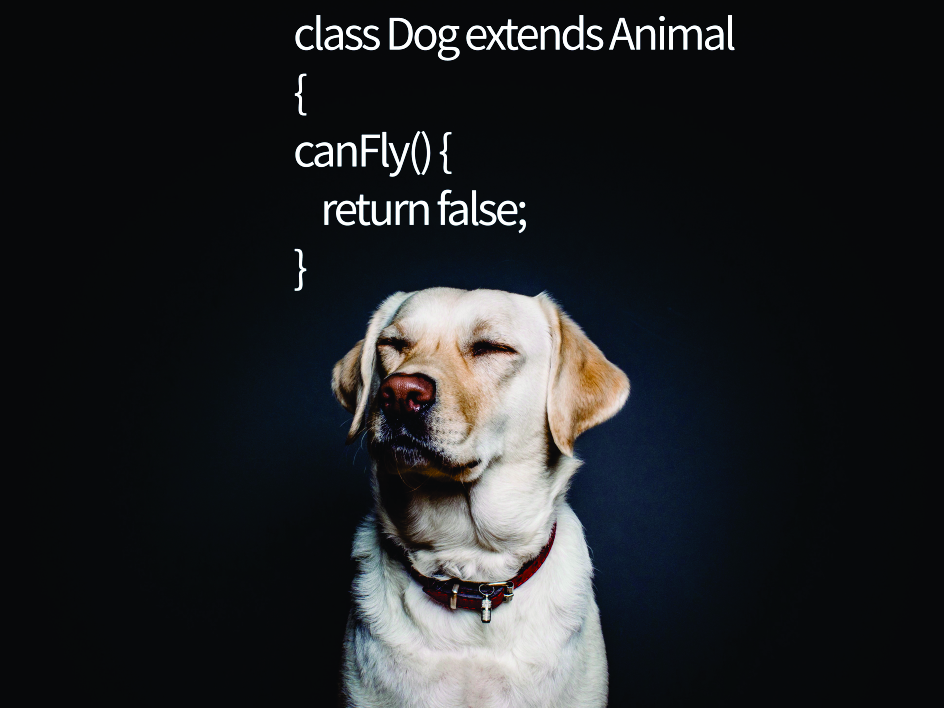 class Dog extends Animal
{
canFly() {
return false;
}